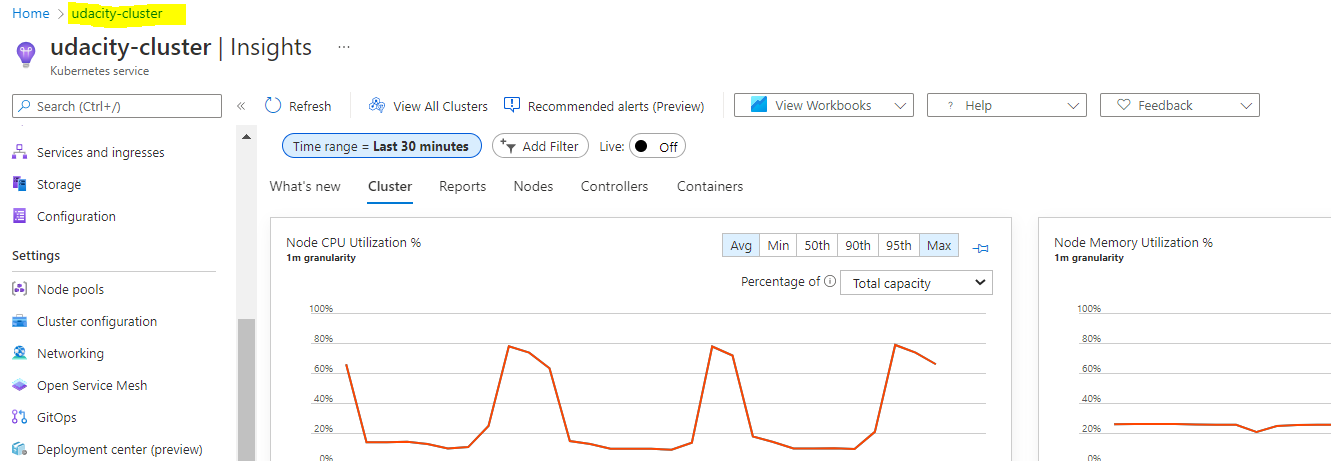 Home > udacity-cluster
udacity-cluster | Insights ...
Kubernetes service
Search (Ctrl+/) «
Refresh View All Clusters Recommended alerts (Preview) View Workbooks ? Help Feedback
Services and ingresses
Storage
Configuration
Settings
Node pools
Cluster configuration
Networking
Open Service Mesh
GitOps
Deployment center (preview)
Time range = Last 30 minutes Add Filter Live: Off
What's new Cluster Reports Nodes Controllers Containers
Node CPU Utilization %
1m granularity
Avg Min 50th 90th 95th Max
Percentage of Total capacity
100%
80%
60%
40%
20%
0%
Node Memory Utilization %
1m granularity
100%
80%
60%
40%
20%
0%